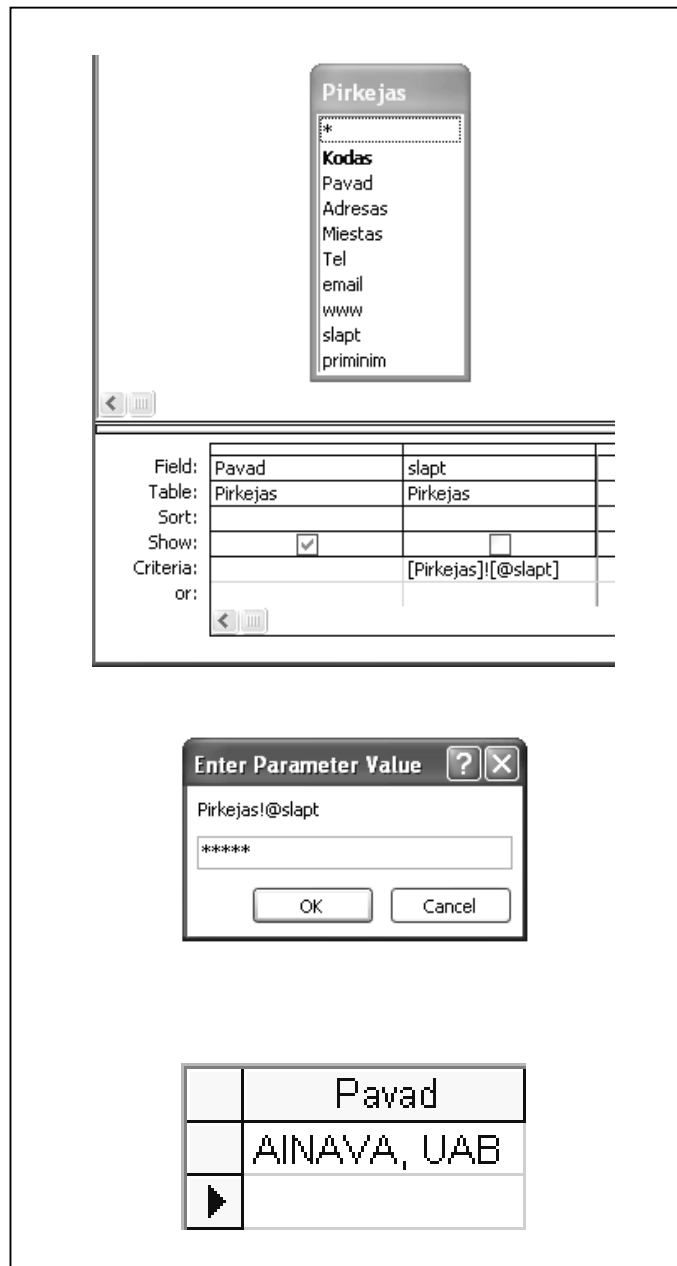 Pirkejas
*
Kodas
Pavad
Adresas
Miestas
Tel
email
www
slapt
priminim
Field: Pavad slapt
Table: Pirkejas Pirkejas
Sort:
Show:
Criteria: [Pirkejas]![@slapt]
or:
Enter Parameter Value ?
Pirkejas!@slapt
*****
OK Cancel
Pavad
AINAVA, UAB